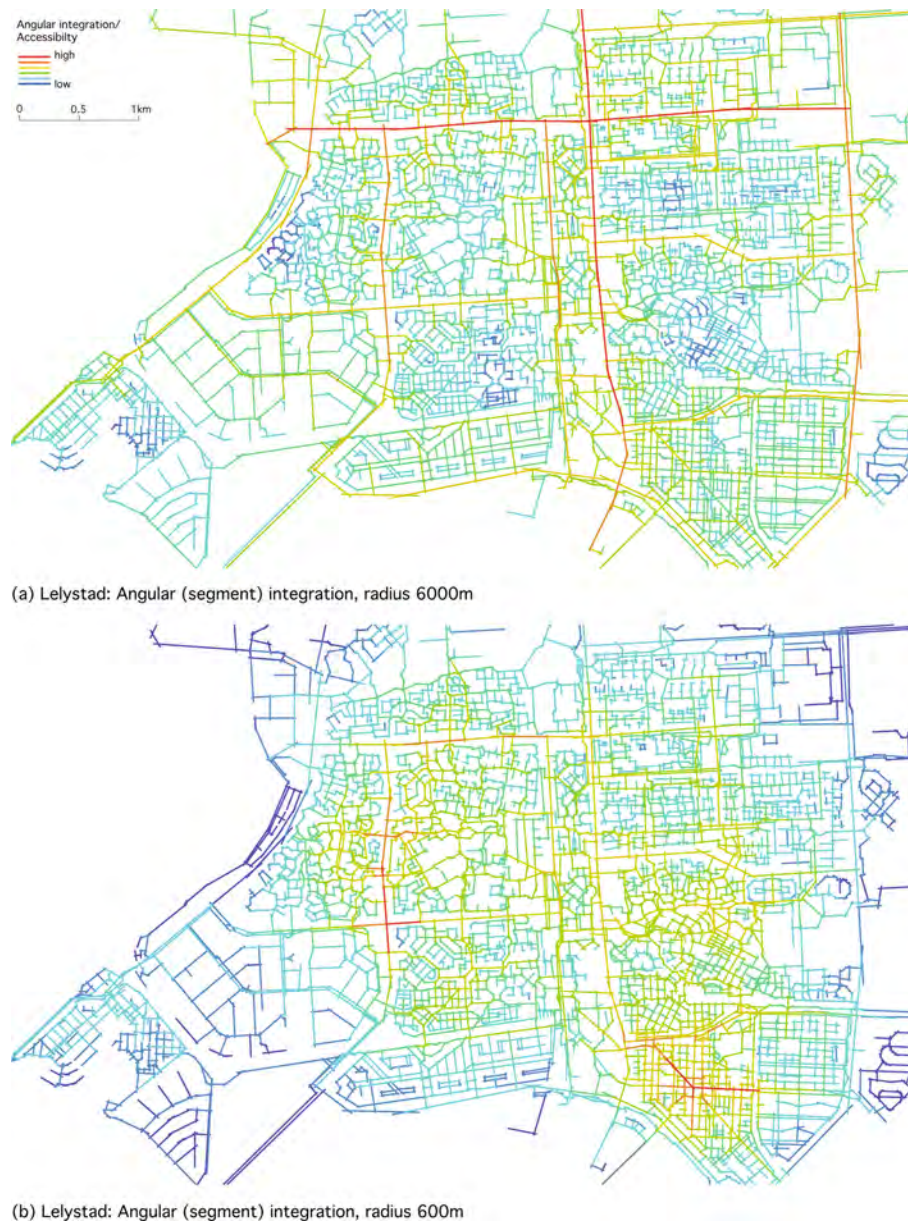 Angular integration/
Accessibilty
high
low
0 0.5 1km
(a) Lelystad: Angular (segment) integration, radius 6000m
(b) Lelystad: Angular (segment) integration, radius 600m